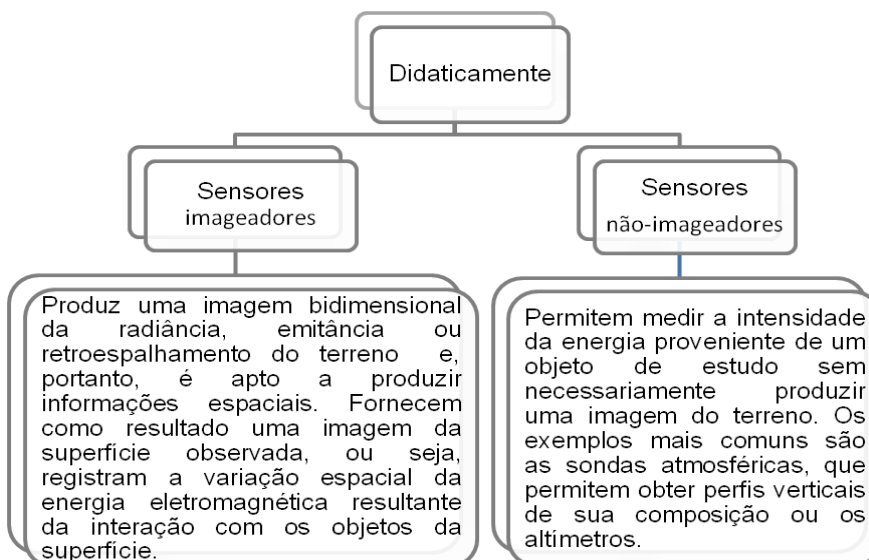 Didaticamente
Sensores
imageadores
Sensores
não-imageadores
Produz uma imagem bidimensional
da radiância, emitância ou
retroespalhamento do terreno e,
portanto, é apto a produzir
informações espaciais. Fornecem
como resultado uma imagem da
superfície observada, ou seja,
registram a variação espacial da
energia eletromagnética resultante
da interação com os objetos da
superfície.
Permitem medir a intensidade
da energia proveniente de um
objeto de estudo sem
necessariamente produzir
uma imagem do terreno. Os
exemplos mais comuns são
as sondas atmosféricas, que
permitem obter perfis verticais
de sua composição ou os
altímetros.